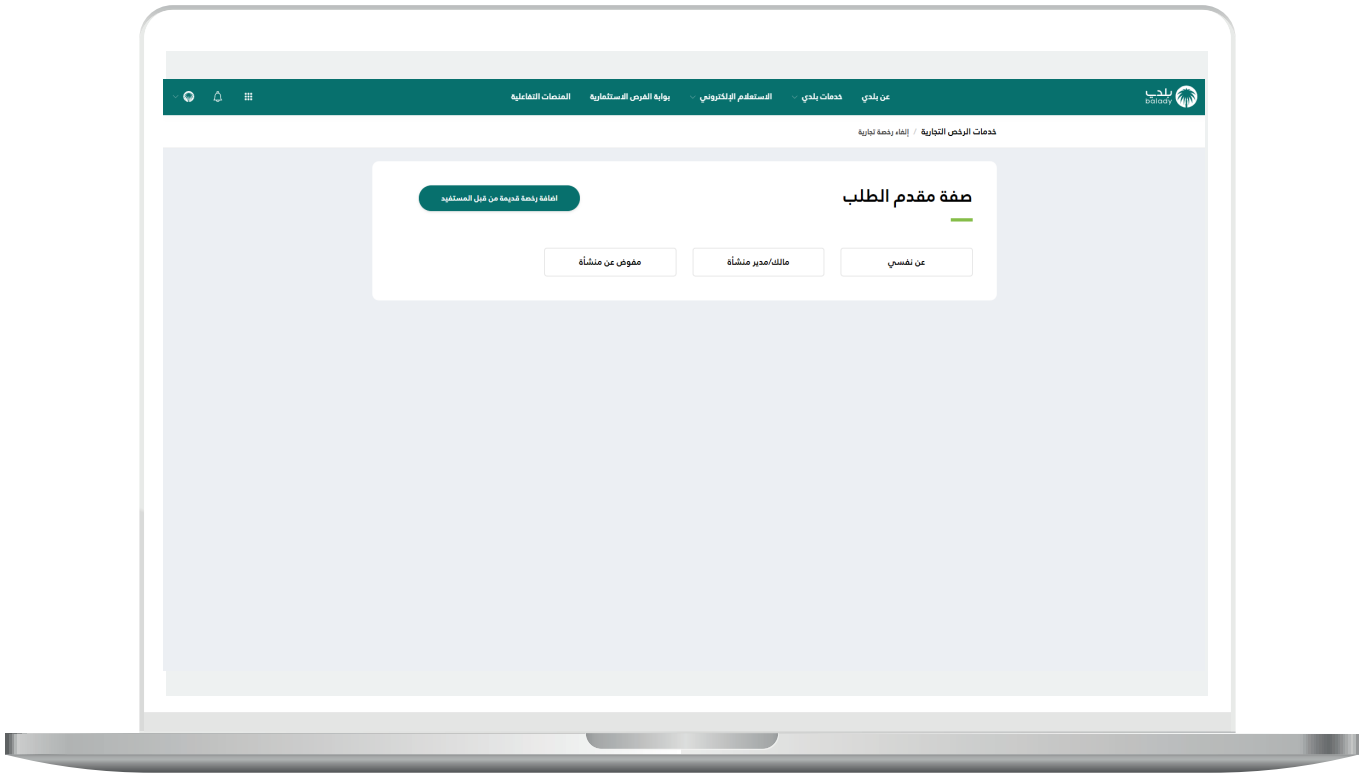 بلدي
balady
عن بلدي
خدمات بلدي
الاستعلام الإلكتروني
بوابة الفرص الاستثمارية
المنصات التفاعلية
خدمات الرخص التجارية / إلغاء رخصة تجارية
صفة مقدم الطلب
اضافة رخصة قديمة من قبل المستفيد
عن نفسي
مالك/مدير منشأة
مفوض عن منشأة